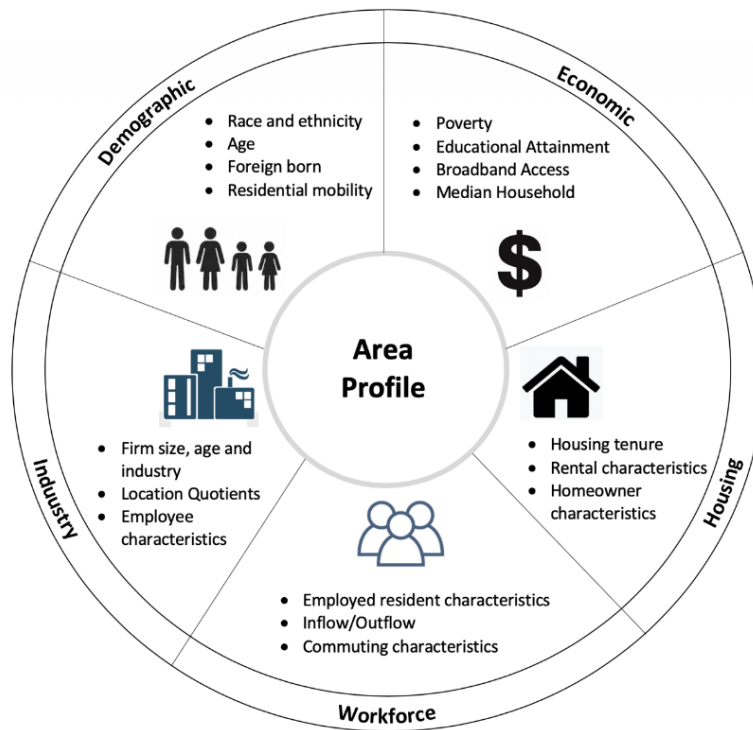 Demographic
• Race and ethnicity
• Age
• Foreign born
• Residential mobility
Economic
• Poverty
• Educational Attainment
• Broadband Access
• Median Household
$
Area
Profile
Induustry
• Firm size, age and
industry
• Location Quotients
• Employee
characteristics
Housing
• Housing tenure
• Rental characteristics
• Homeowner
characteristics
• Employed resident characteristics
• Inflow/Outflow
• Commuting characteristics
Workforce